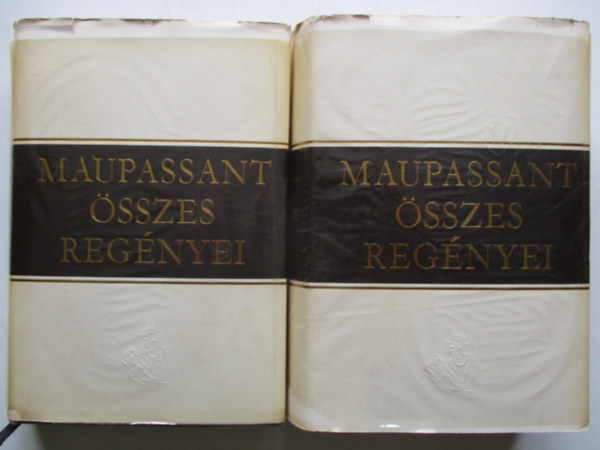 MAUPASSANT
ÖSSZES
REGÉNYEI
MAUPASSANT
ÖSSZES
REGÉNYEI